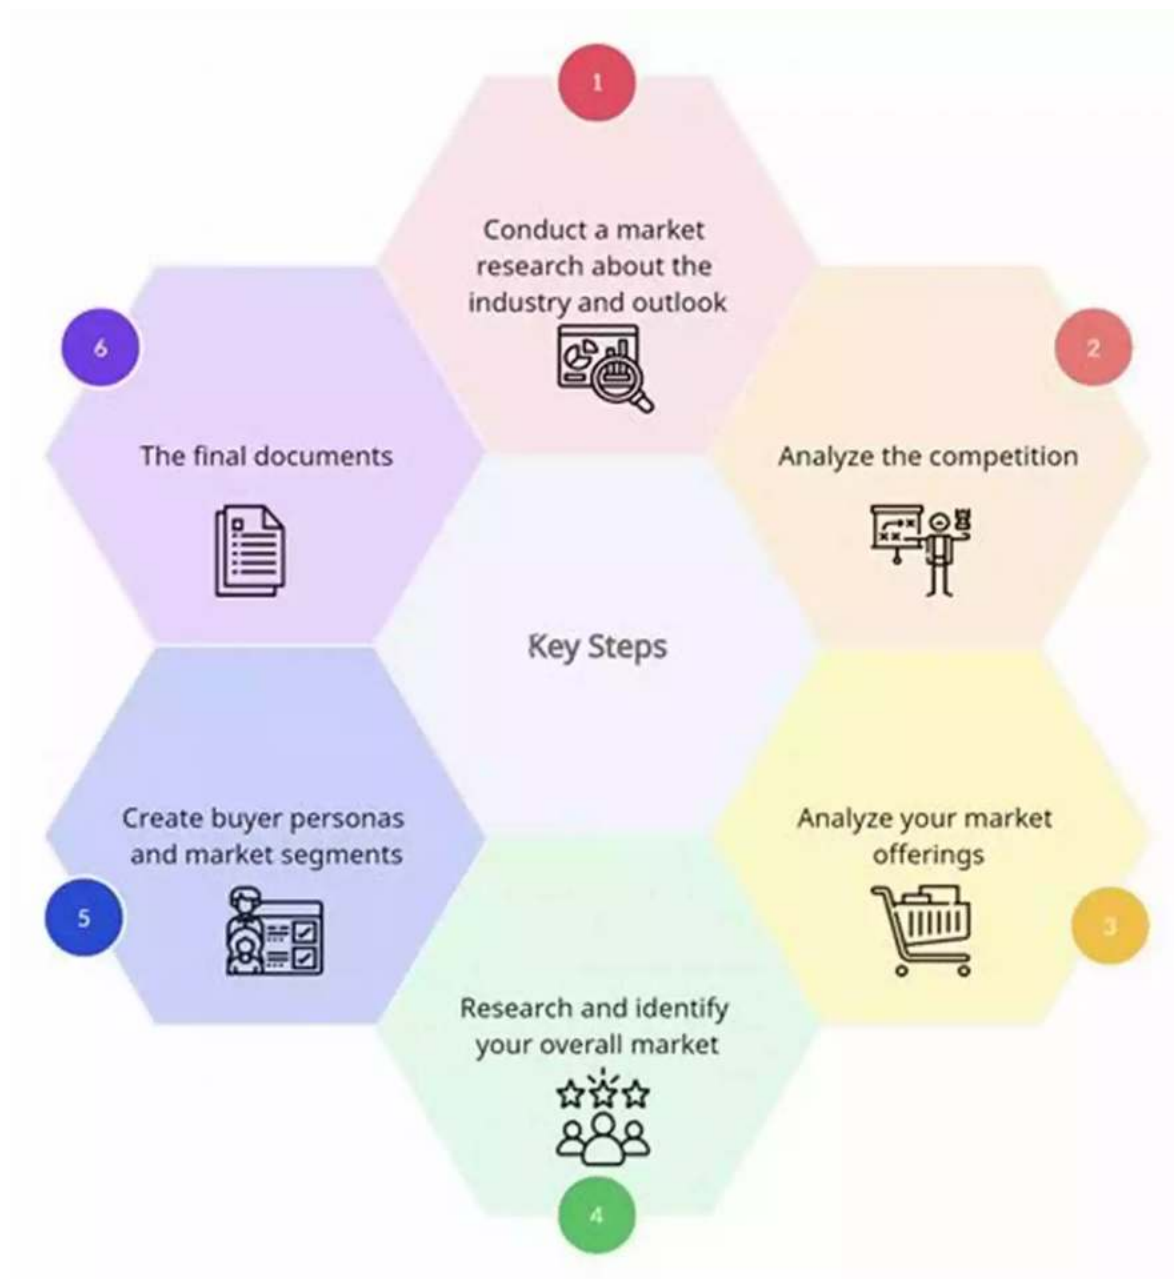 1
Conduct a market
research about the
industry and outlook
2
Analyze the competition
3
Analyze your market
offerings
4
Research and identify
your overall market
5
Create buyer personas
and market segments
6
The final documents
Key Steps